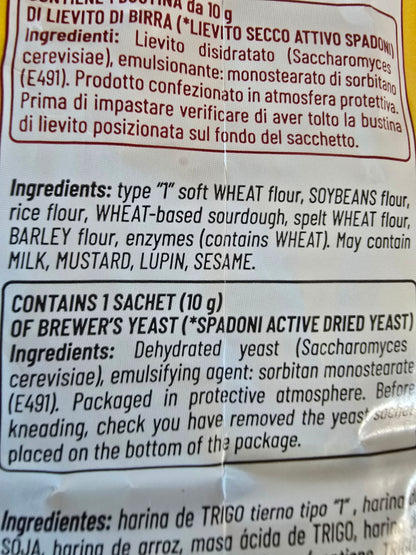 CONTIENE 1 BUSTINA da 10 g
DI LIEVITO DI BIRRA (*LIEVITO SECCO ATTIVO SPADONI)
Ingredienti: Lievito disidratato (Saccharomyces
cerevisiae), emulsionante: monostearato di sorbitano
(E491). Prodotto confezionato in atmosfera protettiva.
Prima di impastare verificare di aver tolto la bustina
di lievito posizionata sul fondo del sacchetto.
Ingredients: type "1" soft WHEAT flour, SOYBEANS flour,
rice flour, WHEAT-based sourdough, spelt WHEAT flour,
BARLEY flour, enzymes (contains WHEAT). May contain
MILK, MUSTARD, LUPIN, SESAME.
CONTAINS 1 SACHET (10 g)
OF BREWER'S YEAST (*SPADONI ACTIVE DRIED YEAST)
Ingredients: Dehydrated yeast (Saccharomyces
cerevisiae), emulsifying agent: sorbitan monostearate
(E491). Packaged in protective atmosphere. Before
kneading, check you have removed the yeast sachet
placed on the bottom of the package.
Ingredientes: harina de TRIGO tierno tipo "1", harina
SOJA, harina de arroz, masa ácida de TRIGO,